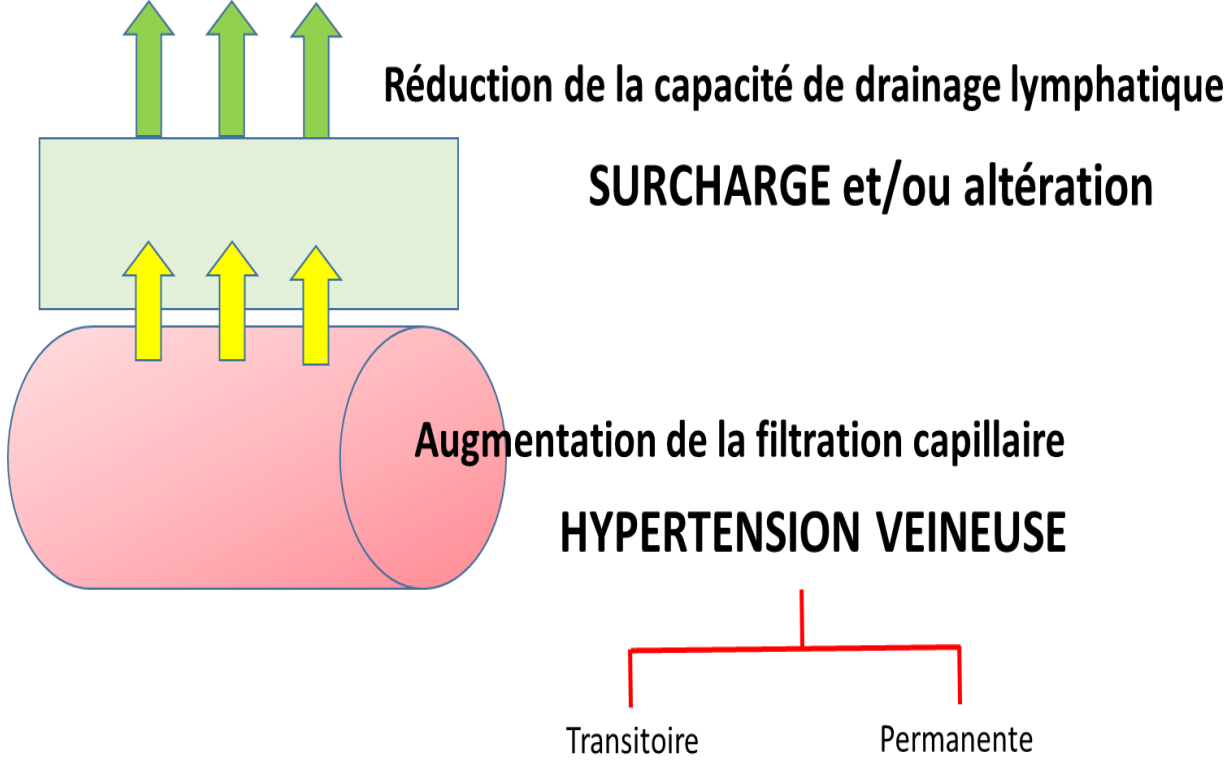 Réduction de la capacité de drainage lymphatique
SURCHARGE et/ou altération
Augmentation de la filtration capillaire
HYPERTENSION VEINEUSE
Transitoire
Permanente